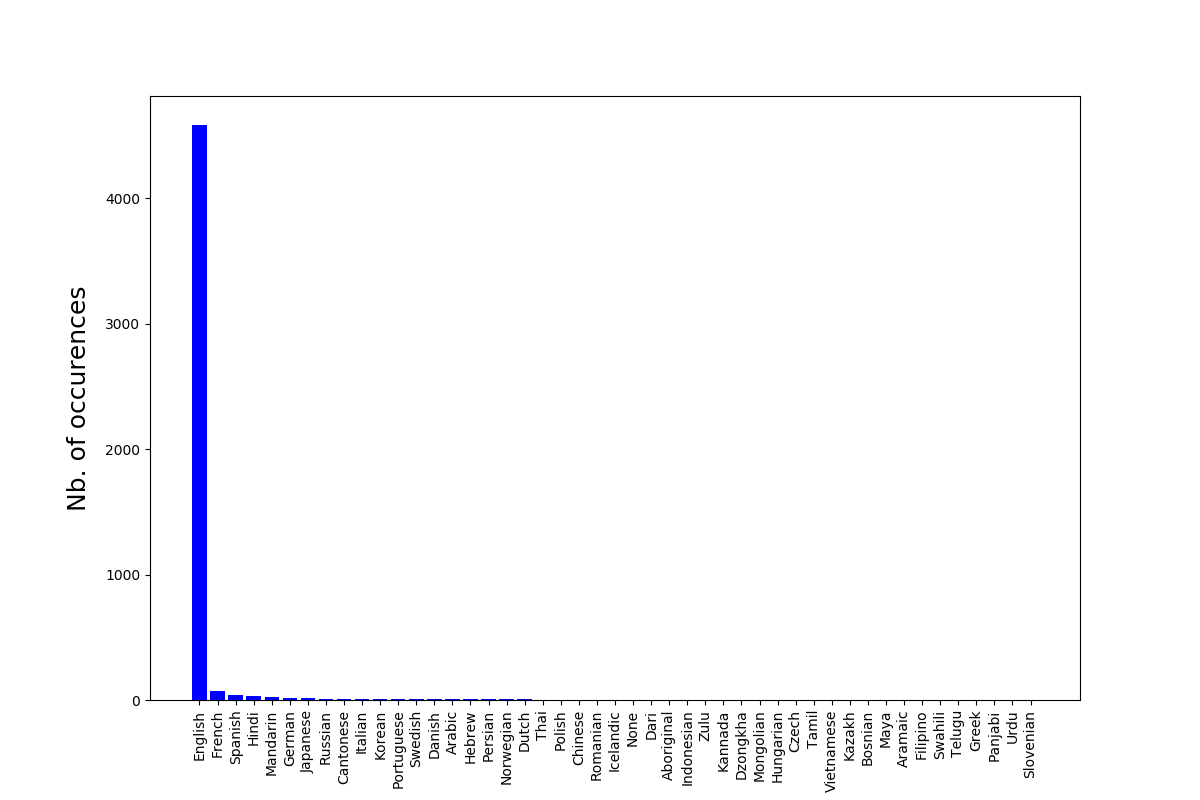 Nb. of occurences
4000
3000
2000
1000
0
English
French
Spanish
Hindi
Mandarin
German
Japanese
Russian
Cantonese
Italian
Korean
Portuguese
Swedish
Danish
Arabic
Hebrew
Persian
Norwegian
Dutch
Thai
Polish
Chinese
Romanian
Icelandic
None
Dari
Aboriginal
Indonesian
Zulu
Kannada
Dzongkha
Mongolian
Hungarian
Czech
Tamil
Vietnamese
Kazakh
Bosnian
Maya
Aramaic
Filipino
Swahili
Telugu
Greek
Panjabi
Urdu
Slovenian